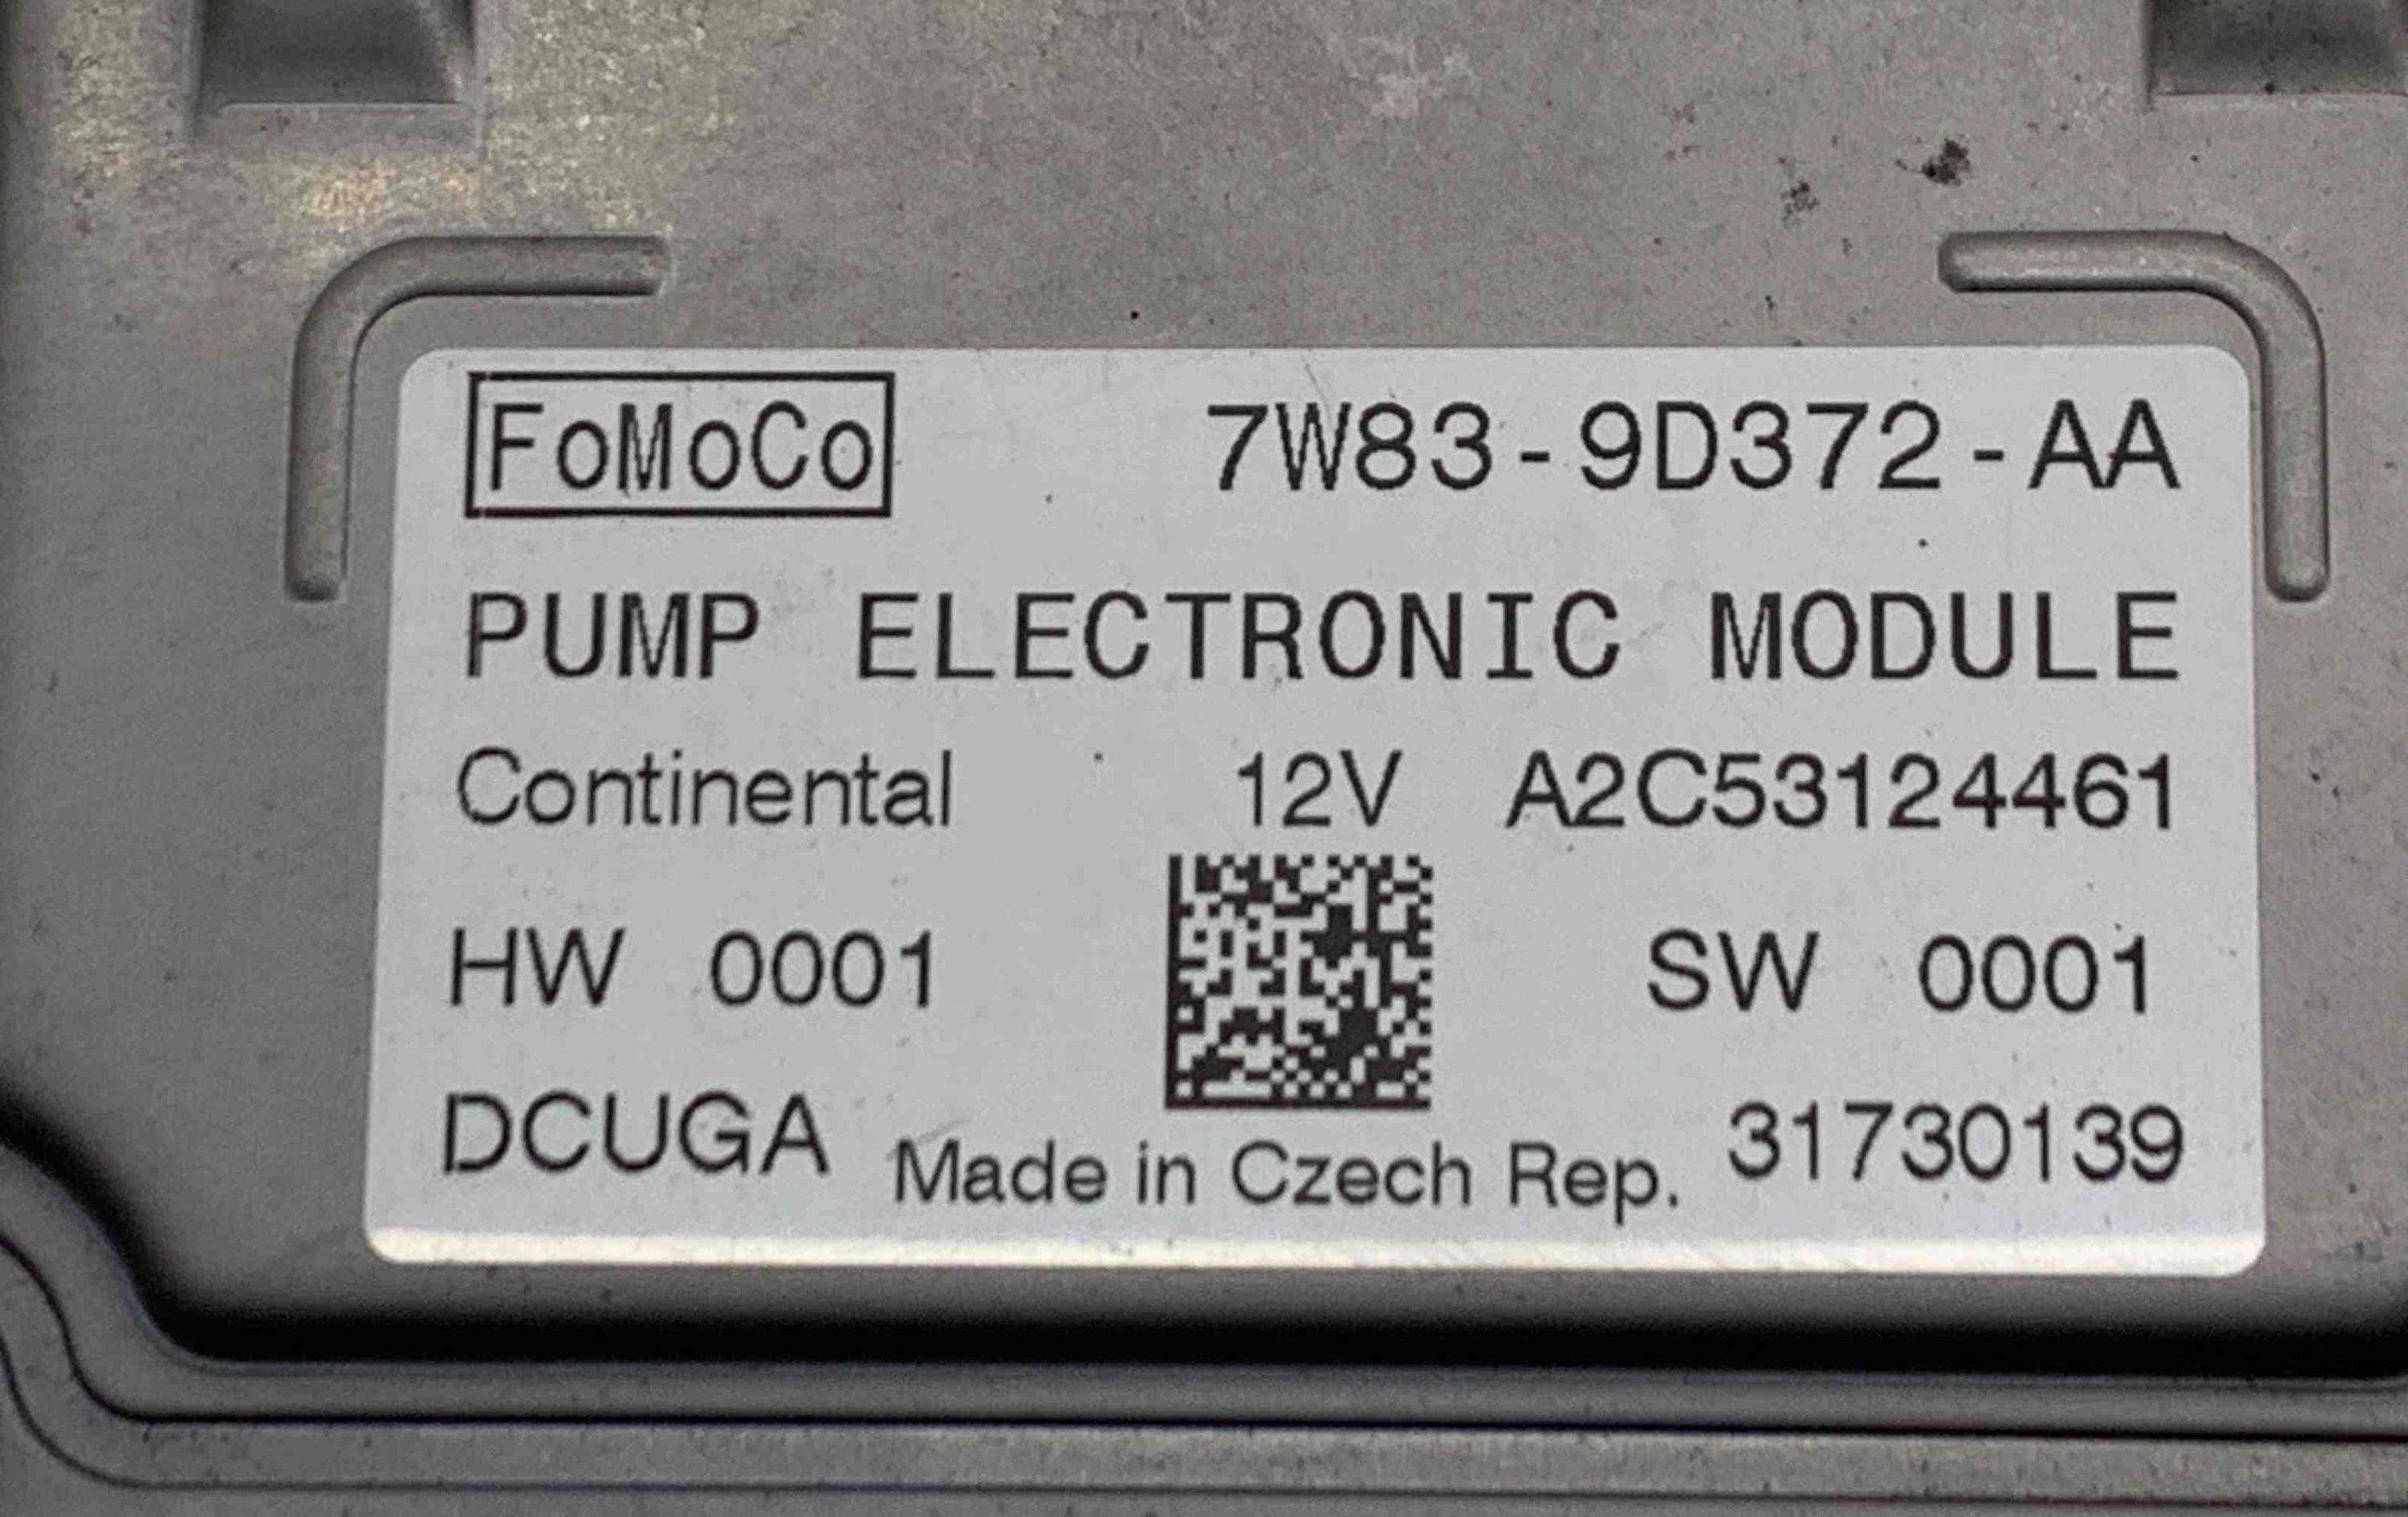 FoMoCo 7W83-9D372-AA
PUMP ELECTRONIC MODULE
Continental 12V A2C53124461
HW 0001 SW 0001
DCUGA Made in Czech Rep. 31730139